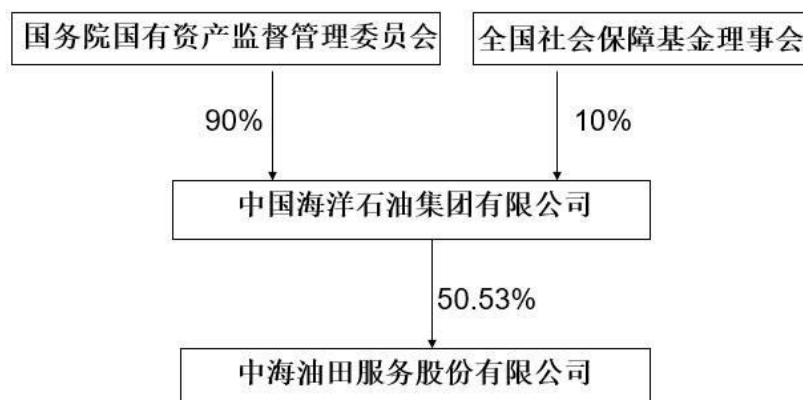 国务院国有资产监督管理委员会
全国社会保障基金理事会
90%
10%
中国海洋石油集团有限公司
50.53%
中海油田服务股份有限公司